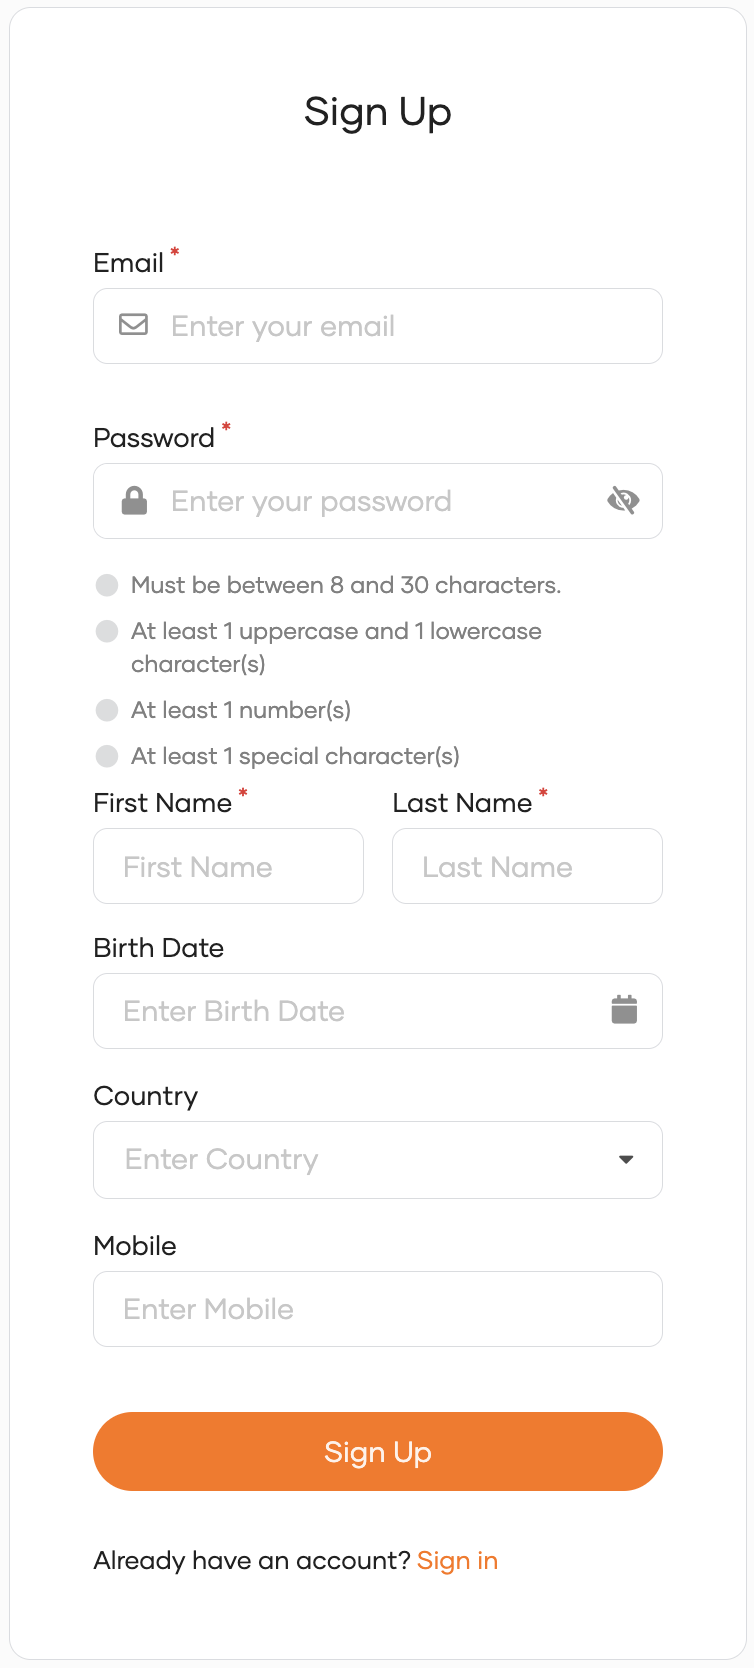 Sign Up
Email *
Enter your email
Password *
Enter your password
Must be between 8 and 30 characters.
At least 1 uppercase and 1 lowercase
character(s)
At least 1 number(s)
At least 1 special character(s)
First Name * Last Name *
First Name Last Name
Birth Date
Enter Birth Date
Country
Enter Country
Mobile
Enter Mobile
Sign Up
Already have an account? Sign in